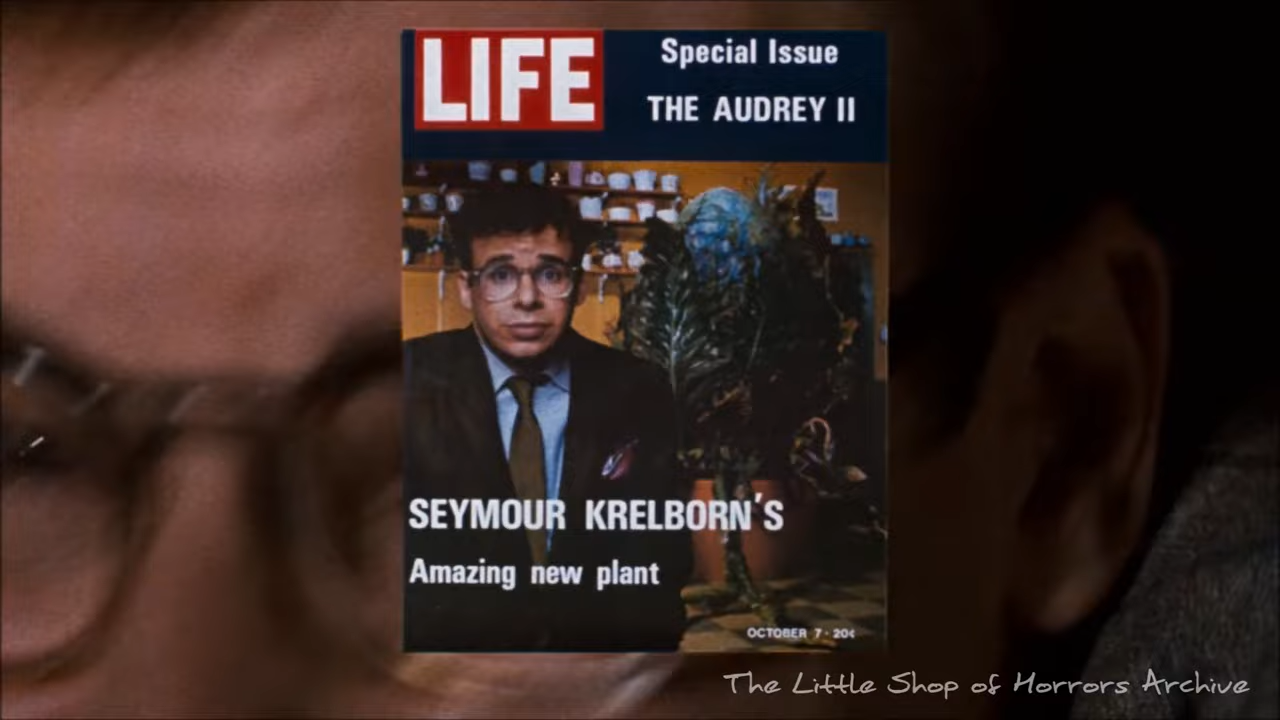 LIFE
Special Issue
THE AUDREY II
SEYMOUR KRELBORN'S
Amazing new plant
OCTOBER 7 · 20¢
The Little Shop of Horrors Archive